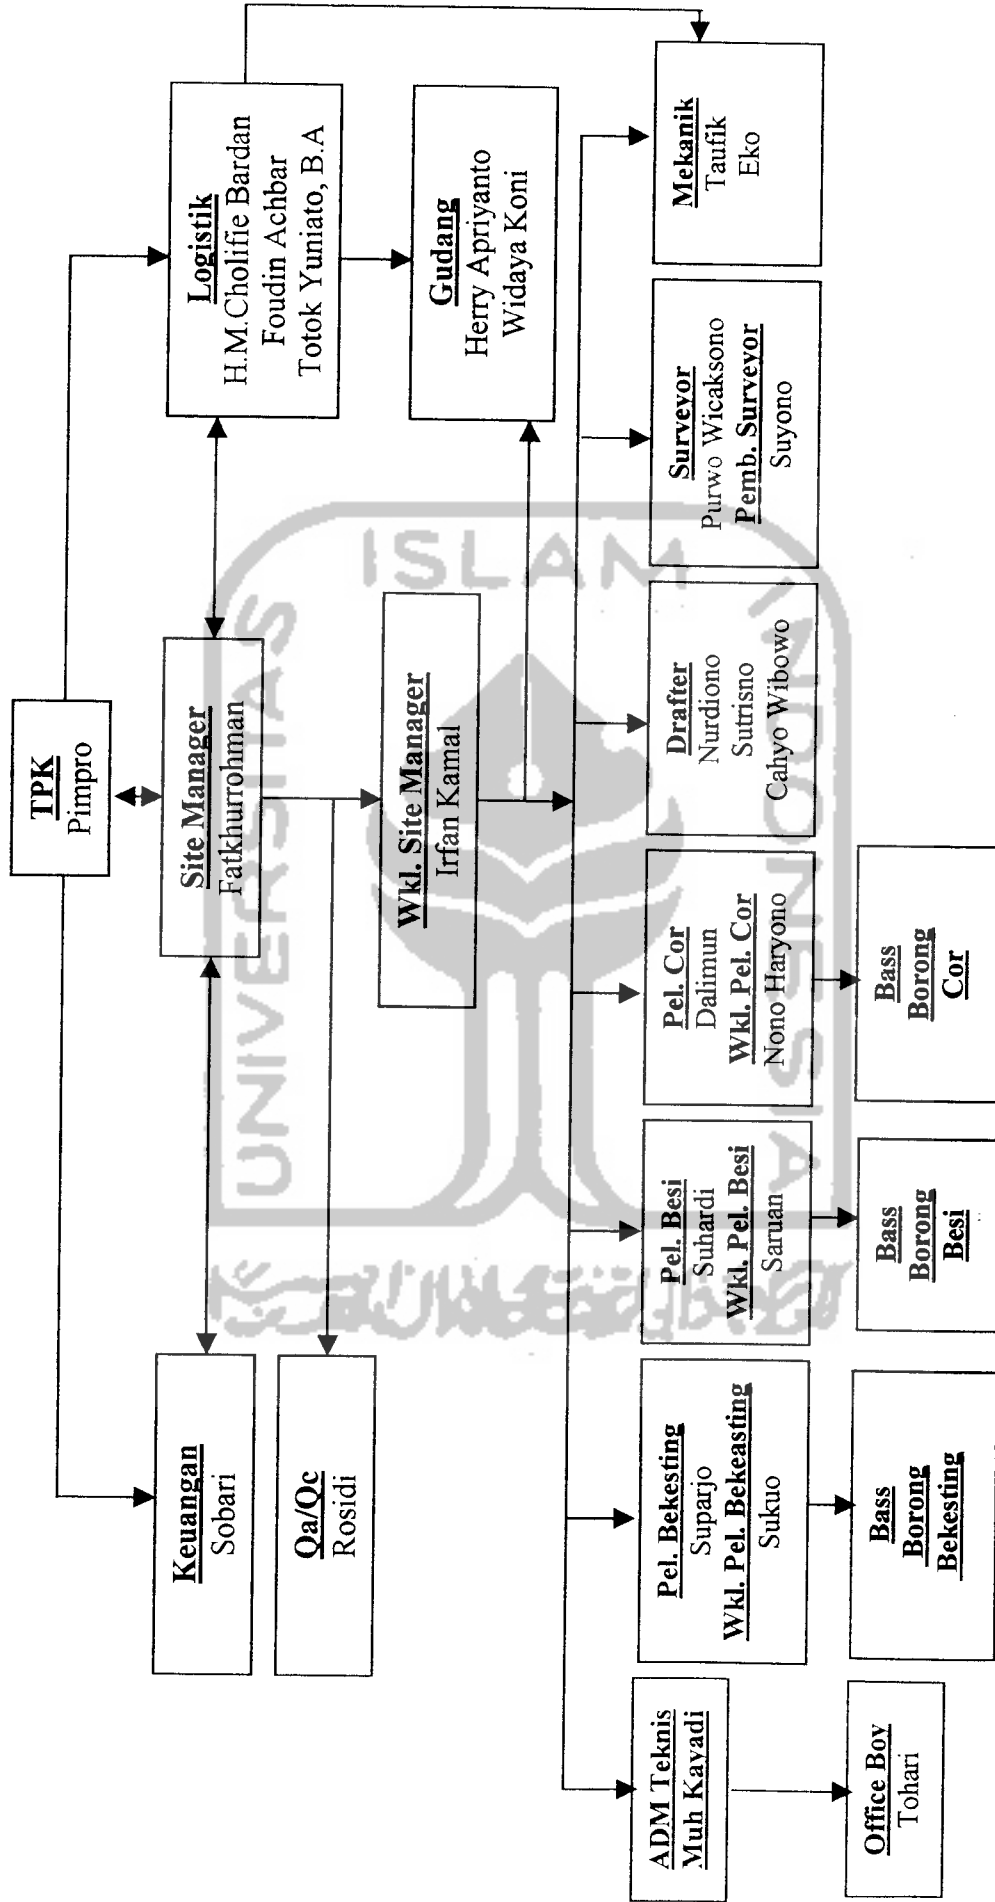 TPK
Pimpro
Keuangan
Sobari
Site Manager
Fatkhurrohman
Logistik
H.M.Cholifie Bardan
Foudin Achbar
Totok Yuniato, B.A
Qa/Qc
Rosidi
Wkl. Site Manager
Irfan Kamal
Gudang
Herry Apriyanto
Widaya Koni
ADM Teknis
Muh Kayadi
Pel. Bekesting
Suparjo
Wkl. Pel. Bekeasting
Sukuo
Pel. Besi
Suhardi
Wkl. Pel. Besi
Saruan
Pel. Cor
Dalimun
Wkl. Pel. Cor
Nono Haryono
Drafter
Nurdiono
Sutrisno
Cahyo Wibowo
Surveyor
Purwo Wicaksono
Pemb. Surveyor
Suyono
Mekanik
Taufik
Eko
Office Boy
Tohari
Bass
Borong
Bekesting
Bass
Borong
Besi
Bass
Borong
Cor
UNIVERSITAS
ISLAM
INDONESIA